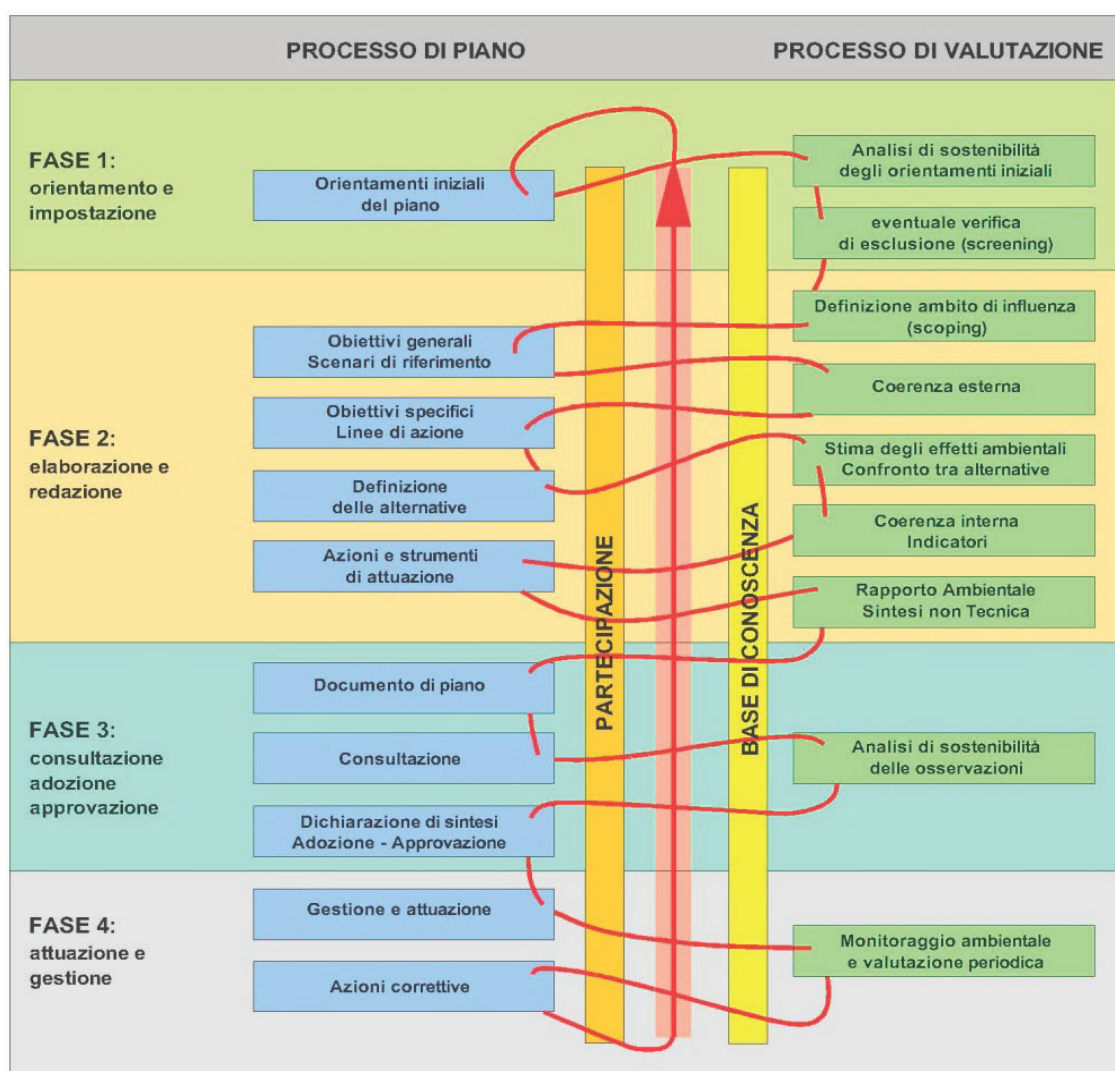 PROCESSO DI PIANO
PROCESSO DI VALUTAZIONE
FASE 1:
orientamento e
impostazione
Orientamenti iniziali
del piano
Analisi di sostenibilità
degli orientamenti iniziali
eventuale verifica
di esclusione (screening)
FASE 2:
elaborazione e
redazione
Obiettivi generali
Scenari di riferimento
Obiettivi specifici
Linee di azione
Definizione
delle alternative
Azioni e strumenti
di attuazione
PARTECIPAZIONE
BASE DI CONOSCENZA
Definizione ambito di influenza
(scoping)
Coerenza esterna
Stima degli effetti ambientali
Confronto tra alternative
Coerenza interna
Indicatori
Rapporto Ambientale
Sintesi non Tecnica
FASE 3:
consultazione
adozione
approvazione
Documento di piano
Consultazione
Dichiarazione di sintesi
Adozione - Approvazione
Analisi di sostenibilità
delle osservazioni
FASE 4:
attuazione e
gestione
Gestione e attuazione
Azioni correttive
Monitoraggio ambientale
e valutazione periodica